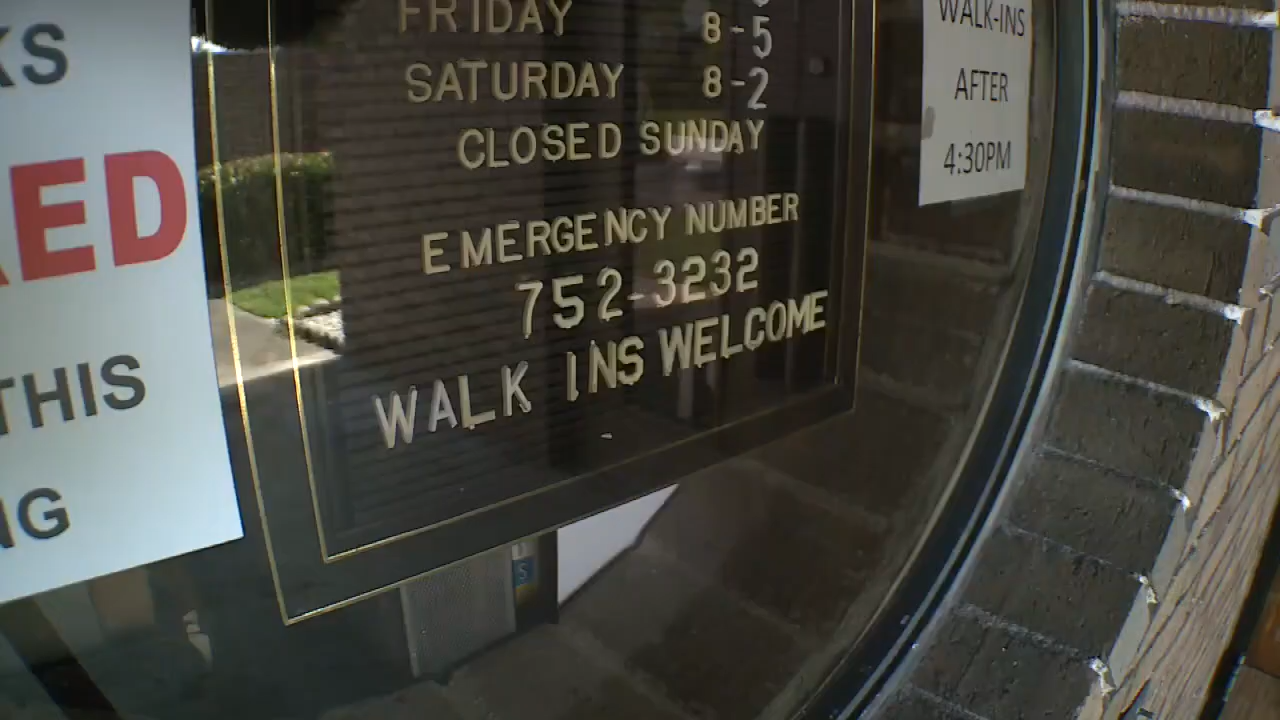 KS
ED
THIS
NG
FRIDAY 8-5
SATURDAY 8-2
CLOSED SUNDAY
EMERGENCY NUMBER
752-3232
WALK INS WELCOME
WALK-INS
AFTER
4:30PM